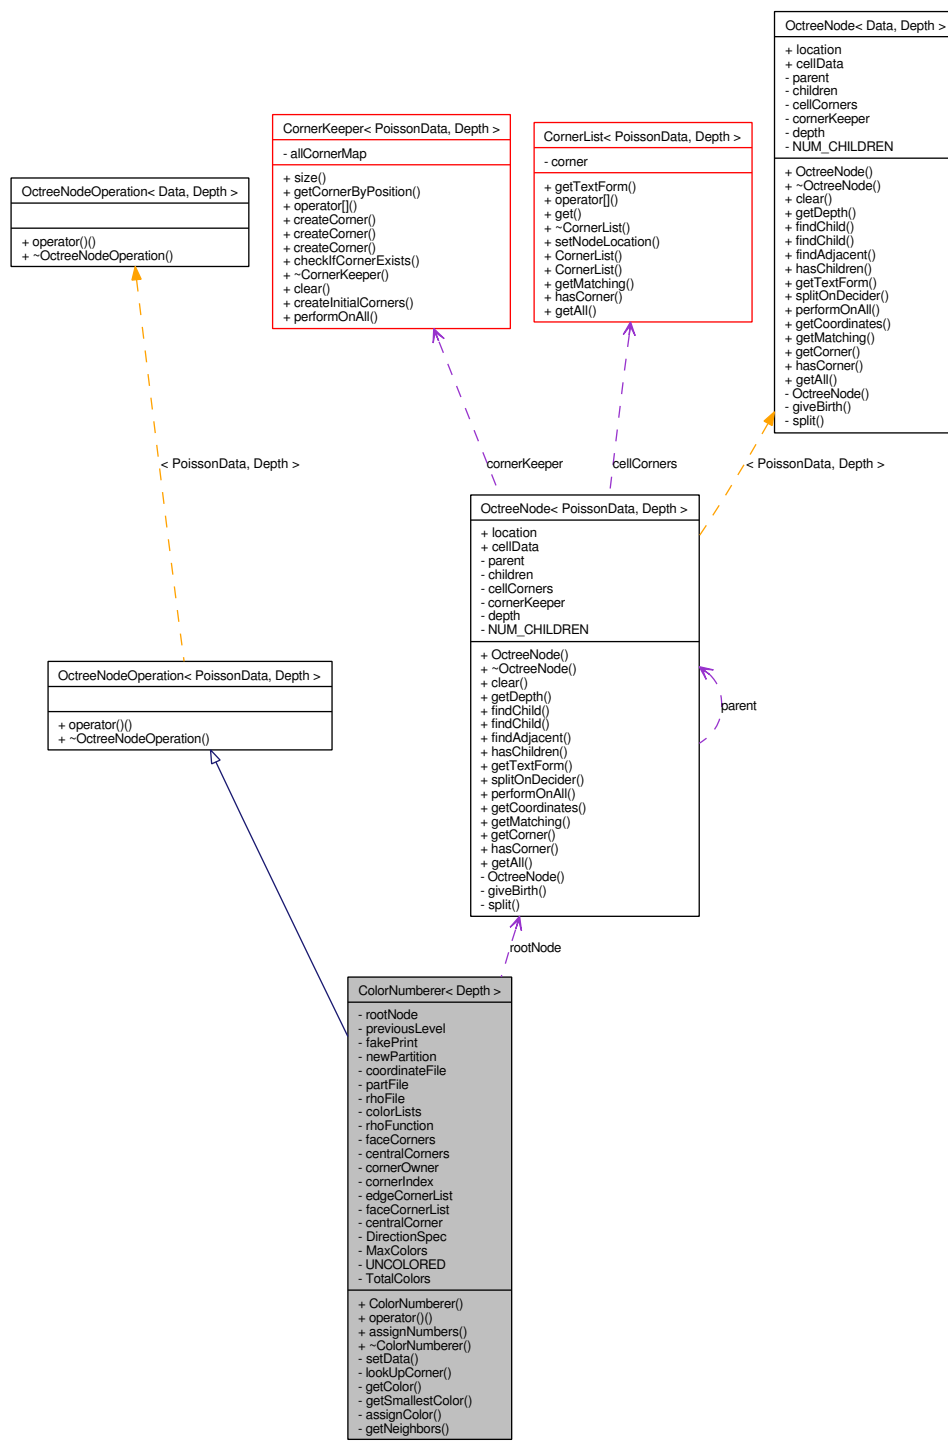 OctreeNode< Data, Depth >
+ location
+ cellData
- parent
- children
- cellCorners
- cornerKeeper
- depth
- NUM_CHILDREN
+ OctreeNode()
+ ~OctreeNode()
+ clear()
+ getDepth()
+ findChild()
+ findChild()
+ findAdjacent()
+ hasChildren()
+ getTextForm()
+ splitOnDecider()
+ performOnAll()
+ getCoordinates()
+ getMatching()
+ getCorner()
+ hasCorner()
+ getAll()
- OctreeNode()
- giveBirth()
- split()
CornerKeeper< PoissonData, Depth >
- allCornerMap
+ size()
+ getCornerByPosition()
+ operator[]()
+ createCorner()
+ createCorner()
+ createCorner()
+ checkIfCornerExists()
+ ~CornerKeeper()
+ clear()
+ createInitialCorners()
+ performOnAll()
CornerList< PoissonData, Depth >
- corner
+ getTextForm()
+ operator[]()
+ get()
+ ~CornerList()
+ setNodeLocation()
+ CornerList()
+ CornerList()
+ getMatching()
+ hasCorner()
+ getAll()
OctreeNodeOperation< Data, Depth >
+ operator()()
+ ~OctreeNodeOperation()
< PoissonData, Depth >
cornerKeeper
cellCorners
< PoissonData, Depth >
OctreeNode< PoissonData, Depth >
+ location
+ cellData
- parent
- children
- cellCorners
- cornerKeeper
- depth
- NUM_CHILDREN
+ OctreeNode()
+ ~OctreeNode()
+ clear()
+ getDepth()
+ findChild()
+ findChild()
+ findAdjacent()
+ hasChildren()
+ getTextForm()
+ splitOnDecider()
+ performOnAll()
+ getCoordinates()
+ getMatching()
+ getCorner()
+ hasCorner()
+ getAll()
- OctreeNode()
- giveBirth()
- split()
parent
OctreeNodeOperation< PoissonData, Depth >
+ operator()()
+ ~OctreeNodeOperation()
rootNode
ColorNumberer< Depth >
- rootNode
- previousLevel
- fakePrint
- newPartition
- coordinateFile
- partFile
- rhoFile
- colorLists
- rhoFunction
- faceCorners
- centralCorners
- cornerOwner
- cornerIndex
- edgeCornerList
- faceCornerList
- centralCorner
- DirectionSpec
- MaxColors
- UNCOLORED
- TotalColors
+ ColorNumberer()
+ operator()()
+ assignNumbers()
+ ~ColorNumberer()
- setData()
- lookUpCorner()
- getColor()
- getSmallestColor()
- assignColor()
- getNeighbors()